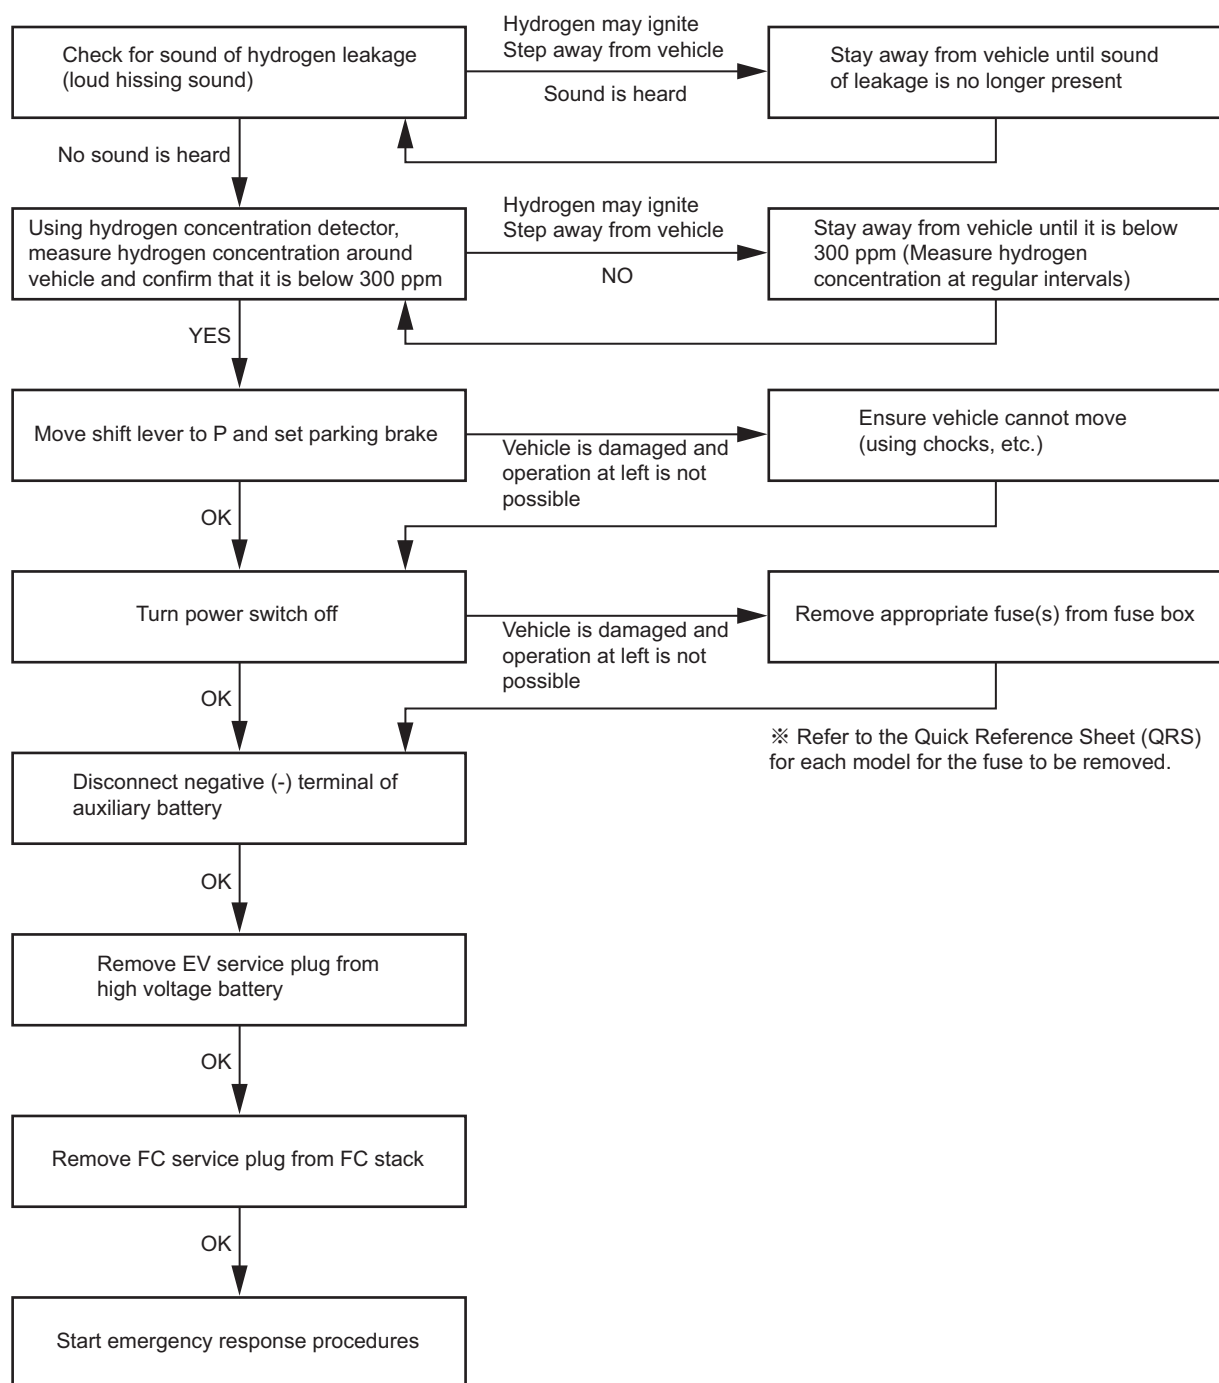 Check for sound of hydrogen leakage
(loud hissing sound)
Hydrogen may ignite
Step away from vehicle
Sound is heard
Stay away from vehicle until sound
of leakage is no longer present
No sound is heard
Using hydrogen concentration detector,
measure hydrogen concentration around
vehicle and confirm that it is below 300 ppm
Hydrogen may ignite
Step away from vehicle
NO
Stay away from vehicle until it is below
300 ppm (Measure hydrogen
concentration at regular intervals)
YES
Move shift lever to P and set parking brake
Vehicle is damaged and
operation at left is not
possible
Ensure vehicle cannot move
(using chocks, etc.)
OK
Turn power switch off
Vehicle is damaged and
operation at left is not
possible
Remove appropriate fuse(s) from fuse box
OK
※ Refer to the Quick Reference Sheet (QRS)
for each model for the fuse to be removed.
Disconnect negative (-) terminal of
auxiliary battery
OK
Remove EV service plug from
high voltage battery
OK
Remove FC service plug from FC stack
OK
Start emergency response procedures